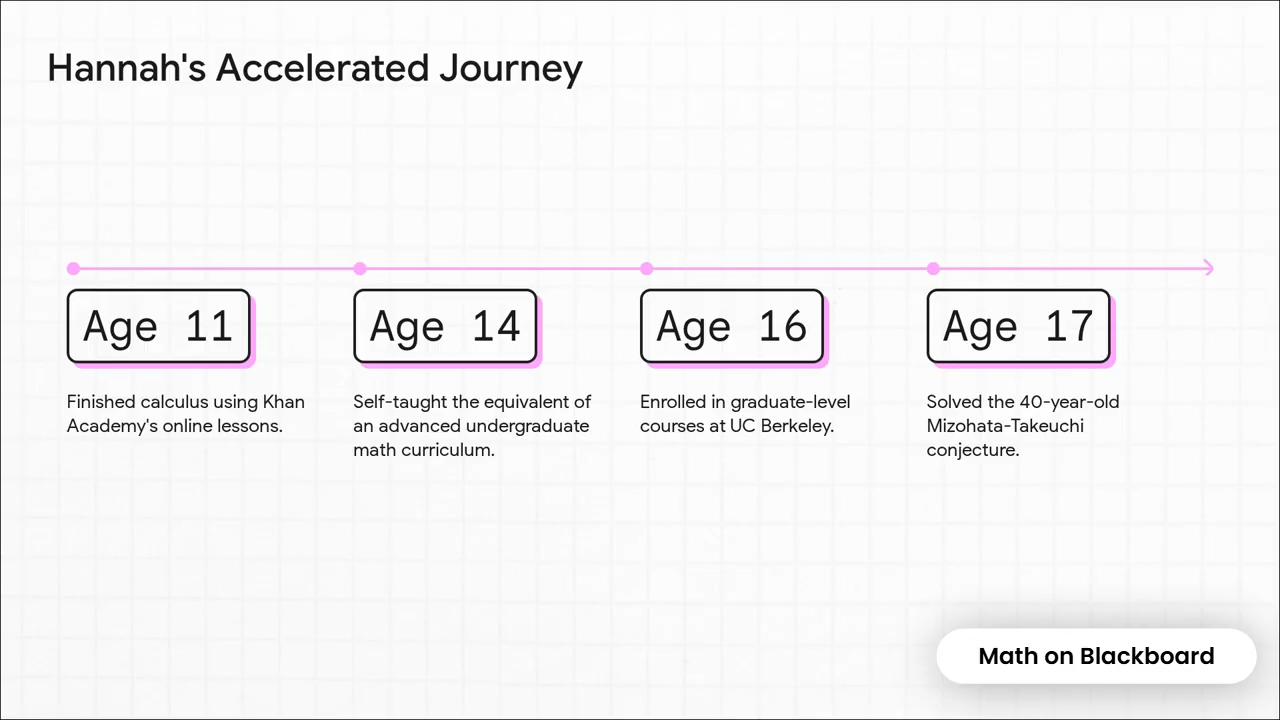 Hannah's Accelerated Journey
Age 11
Finished calculus using Khan
Academy's online lessons.
Age 14
Self-taught the equivalent of
an advanced undergraduate
math curriculum.
Age 16
Enrolled in graduate-level
courses at UC Berkeley.
Age 17
Solved the 40-year-old
Mizohata-Takeuchi
conjecture.
Math on Blackboard